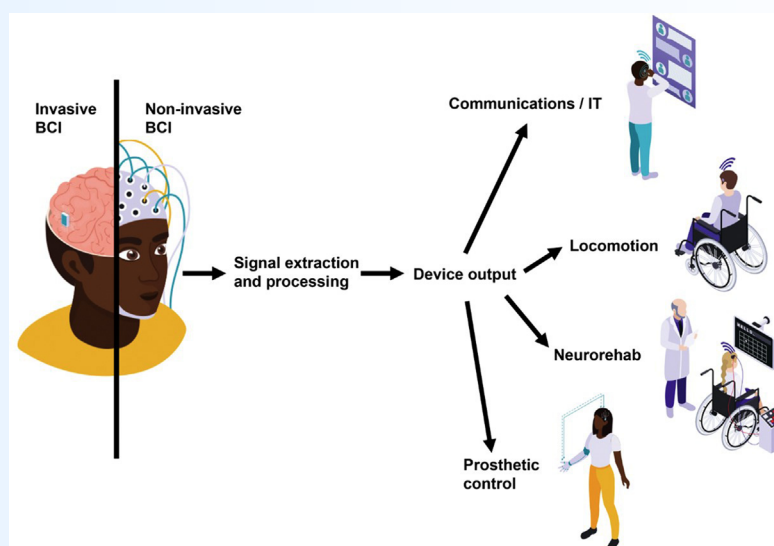 Invasive
BCI
Non-invasive
BCI
Signal extraction
and processing
Device output
Communications / IT
Locomotion
Neurorehab
Prosthetic
control